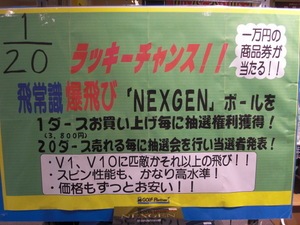 1/20
ラッキーチャンス!!
一万円の
商品券が
当たる!!
飛常識 爆飛び 「NEXGEN」ボールを
1ダースお買い上げ毎に抽選権利獲得!
(3,800円)
20ダース売れる毎に抽選会を行い当選者発表!
・V1、V10に匹敵かそれ以上の飛び!!
・スピン性能も、かなり高水準!
・価格もずっとお安い!!
GOLF Partner
NEXGEN